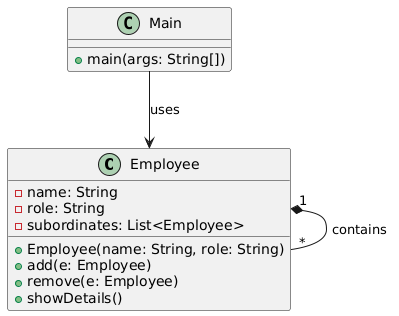 C Main
main(args: String[])
uses
C Employee
name: String
role: String
subordinates: List<Employee>
Employee(name: String, role: String)
add(e: Employee)
remove(e: Employee)
showDetails()
1
contains
*